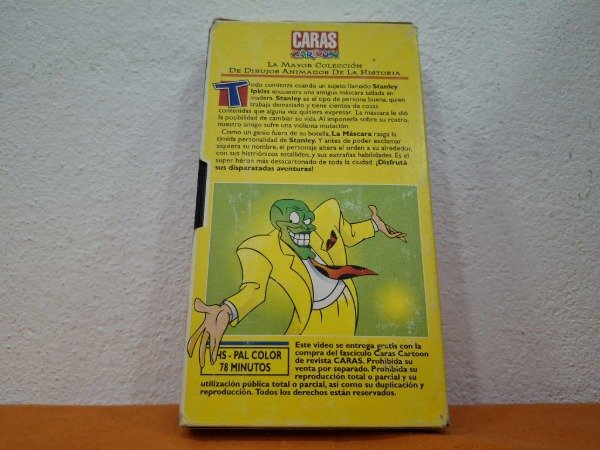 CARAS
CARTOON
LA MAYOR COLECCIÓN
DE DIBUJOS ANIMADOS DE LA HISTORIA
Todo comienza cuando un sujeto llamado Stanley
Ipkiss encuentra una antigua máscara tallada en
madera. Stanley es el tipo de persona buena, quien
trabaja demasiado y tiene cientos de cosas
contenidas que alguna vez quisiera expresar. La máscara le dió
la posibilidad de cambiar su vida. Al imponerla sobre su rostro,
nuestro amigo sufre una violenta mutación.
Como un genio fuera de su botella, La Máscara rasga la
tímida personalidad de Stanley. Y antes de poder exclamar
siquiera su nombre, el personaje altera el orden a su alrededor,
con sus histriónicos estallidos, y sus extrañas habilidades. Es el
super héroe más desacartonado de toda la ciudad. ¡Disfrutá
sus disparatadas aventuras!
HS - PAL COLOR
78 MINUTOS
Este video se entrega gratis con la
compra del fascículo Caras Cartoon
de revista CARAS. Prohibida su
venta por separado. Prohibida su
reproducción total o parcial y su
utilización pública total o parcial, así como su duplicación y
reproducción. Todos los derechos están reservados.